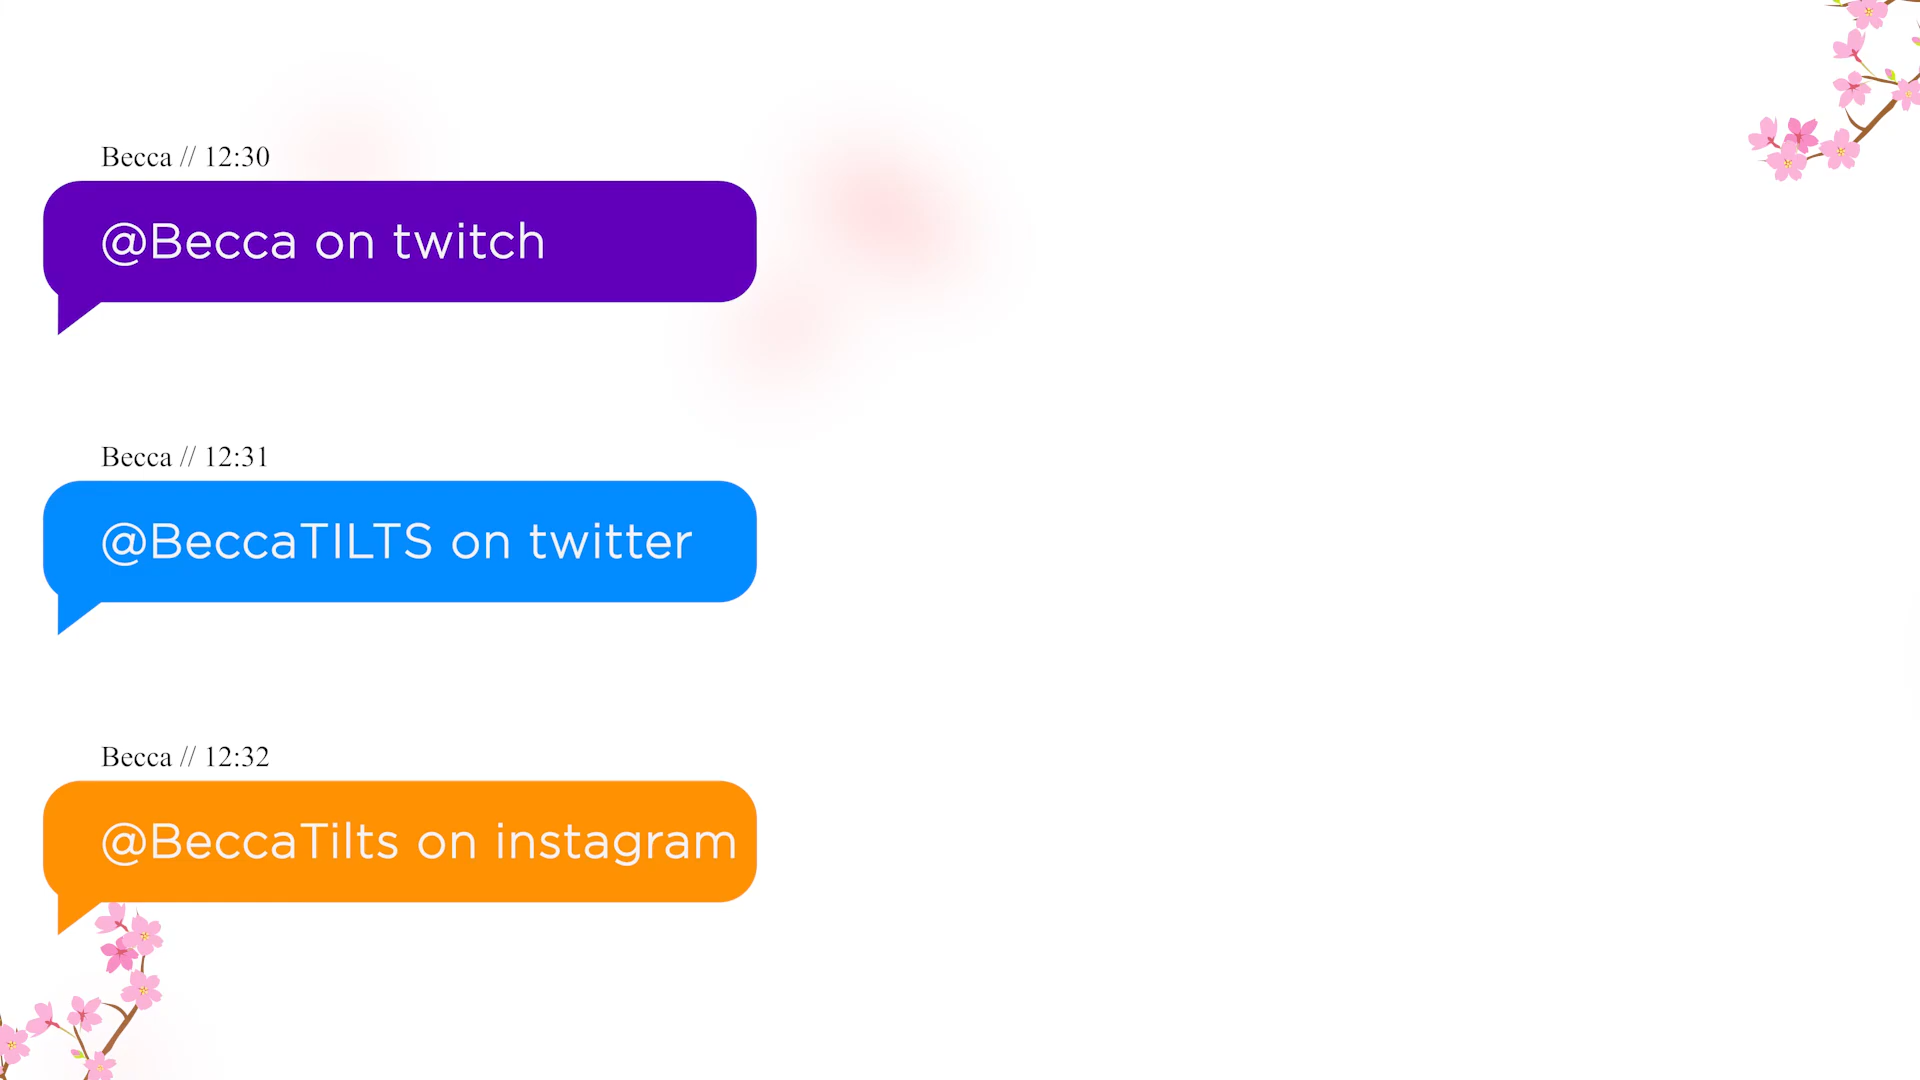 Becca // 12:30
@Becca on twitch
Becca // 12:31
@BeccaTILTS on twitter
Becca // 12:32
@BeccaTilts on instagram